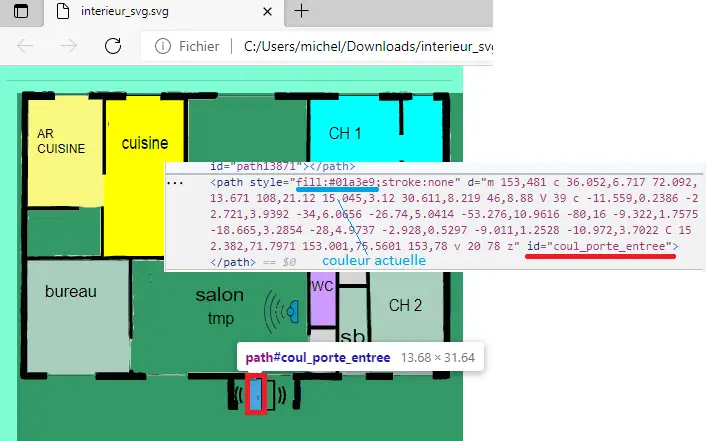 interieur_svg.svg
Fichier
C:/Users/michel/Downloads/interieur_svg
AR
CUISINE
cuisine
CH 1
id="path13871"></path>
<path style="fill:#01a3e9;stroke:none" d="m 153,481 c 36.052,6.717 72.092,
13.671 108,21.12 15.045,3.12 30.611,8.219 46,8.88 V 39 c -11.559,0.2386 -2
2.721,3.9392 -34,6.0656 -26.74,5.0414 -53.276,10.9616 -80,16 -9.322,1.7575
-18.665,3.2854 -28,4.9737 -2.928,0.5297 -9.011,1.2528 -10.972,3.7022 C 15
2.382,71.7971 153.001,75.5601 153,78 v 20 78 z" id="coul_porte_entree">
</path> == $0
couleur actuelle
bureau
salon
tmp
WC
CH 2
sb
path#coul_porte_entree 13.68 × 31.64